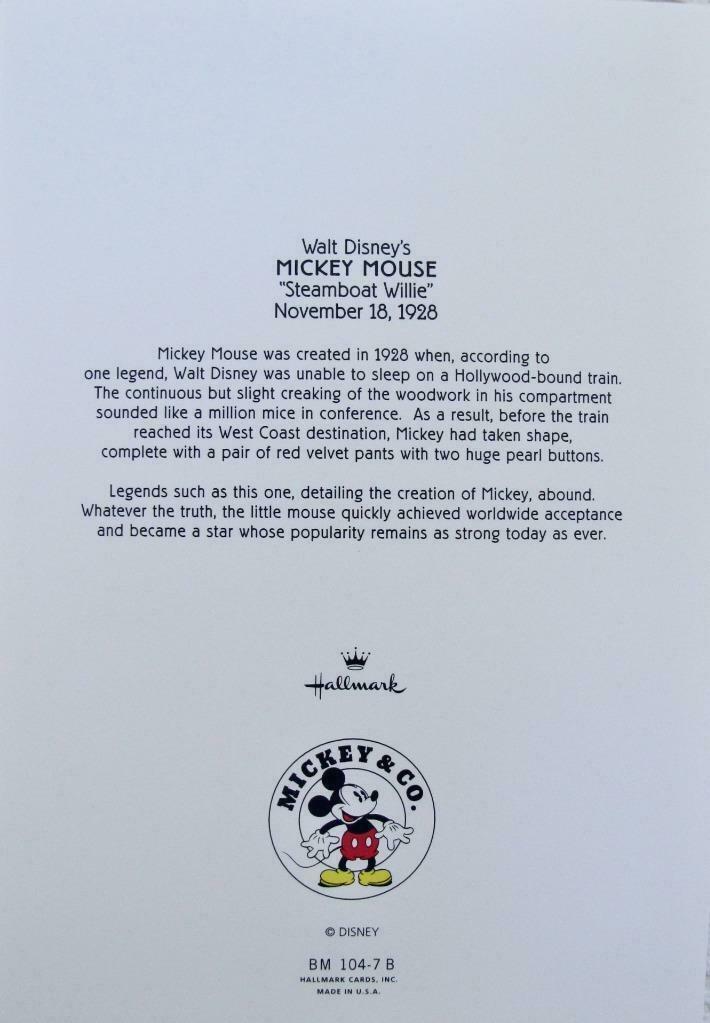 Walt Disney's
MICKEY MOUSE
"Steamboat Willie"
November 18, 1928
Mickey Mouse was created in 1928 when, according to
one legend, Walt Disney was unable to sleep on a Hollywood-bound train.
The continuous but slight creaking of the woodwork in his compartment
sounded like a million mice in conference. As a result, before the train
reached its West Coast destination, Mickey had taken shape,
complete with a pair of red velvet pants with two huge pearl buttons.
Legends such as this one, detailing the creation of Mickey, abound.
Whatever the truth, the little mouse quickly achieved worldwide acceptance
and became a star whose popularity remains as strong today as ever.
Hallmark
MICKEY & CO.
© DISNEY
BM 104-7 B
HALLMARK CARDS, INC.
MADE IN U.S.A.